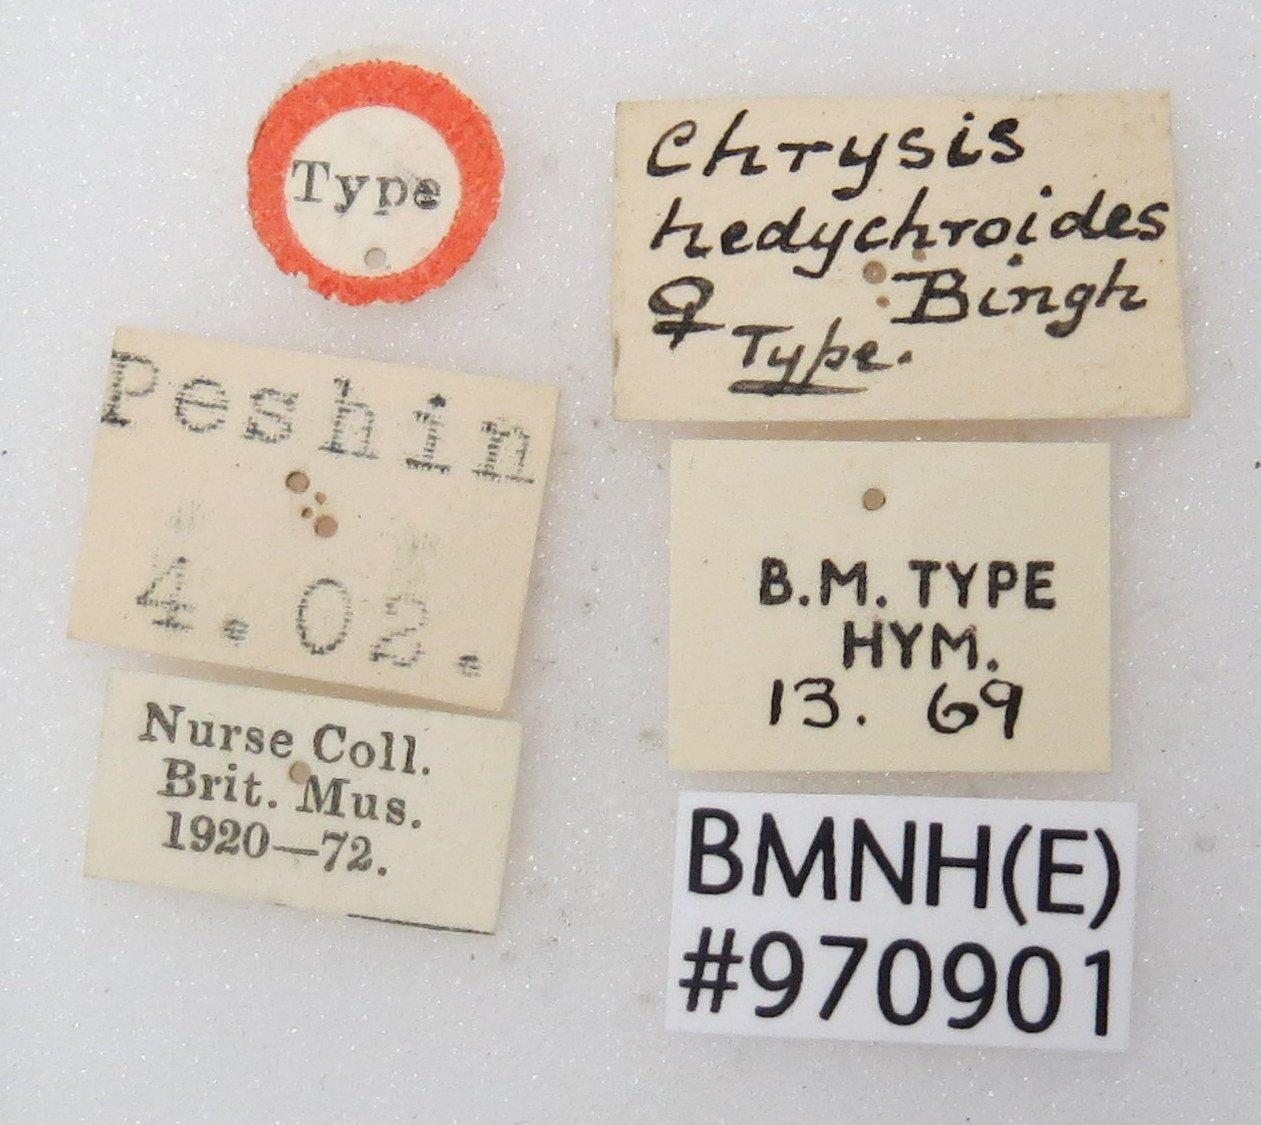 Type
Chrysis
hedychroides
♀ Bingh
Type.
Peshin
4.02.
B.M. TYPE
HYM.
13. 69
Nurse Coll.
Brit. Mus.
1920—72.
BMNH(E)
#970901